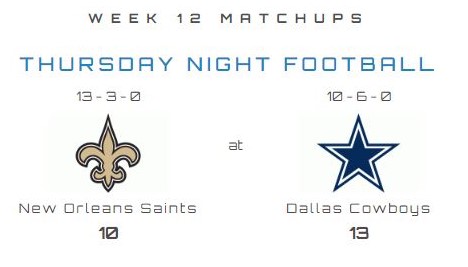 WEEK 12 MATCHUPS
THURSDAY NIGHT FOOTBALL
13-3-0
10-6-0
at
New Orleans Saints
Dallas Cowboys
10
13